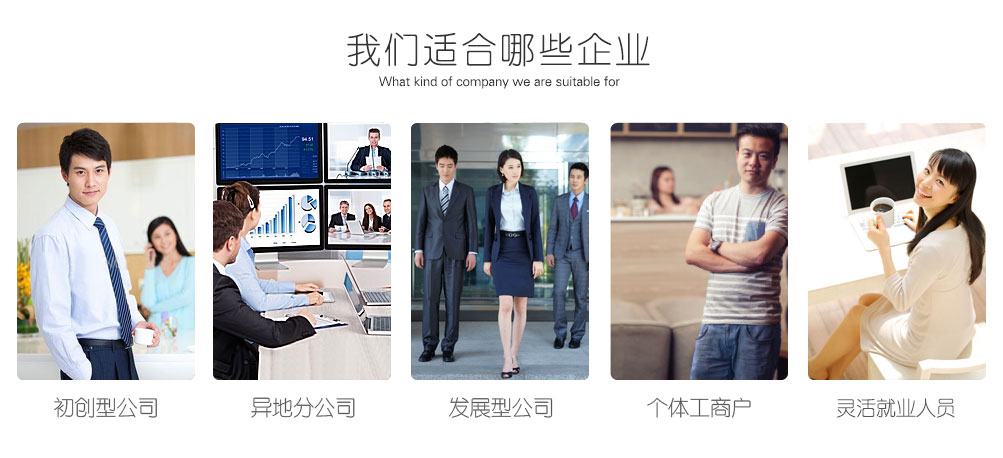 我们适合哪些企业
What kind of company we are suitable for
94.51
初创型公司
异地分公司
发展型公司
个体工商户
灵活就业人员